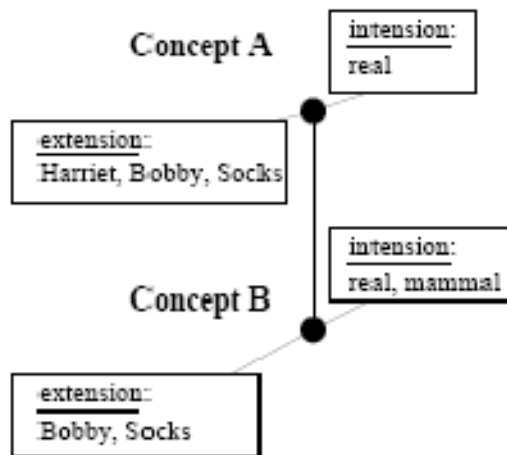 Concept A
intension:
real
extension:
Harriet, Bobby, Socks
intension:
real, mammal
Concept B
extension:
Bobby, Socks